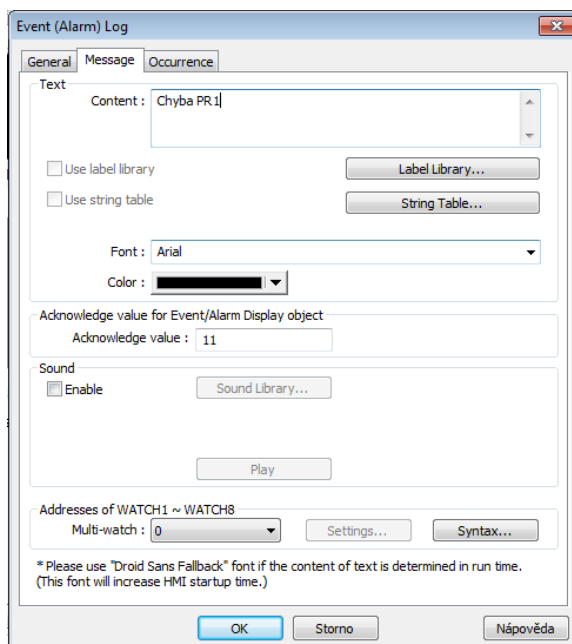 Event (Alarm) Log
General Message Occurrence
Text
Content : Chyba PR1
Use label library Label Library...
Use string table String Table...
Font : Arial
Color :
Acknowledge value for Event/Alarm Display object
Acknowledge value : 11
Sound
Enable Sound Library...
Play
Addresses of WATCH1 ~ WATCH8
Multi-watch : 0 Settings... Syntax...
* Please use "Droid Sans Fallback" font if the content of text is determined in run time.
(This font will increase HMI startup time.)
OK Storno Nápověda